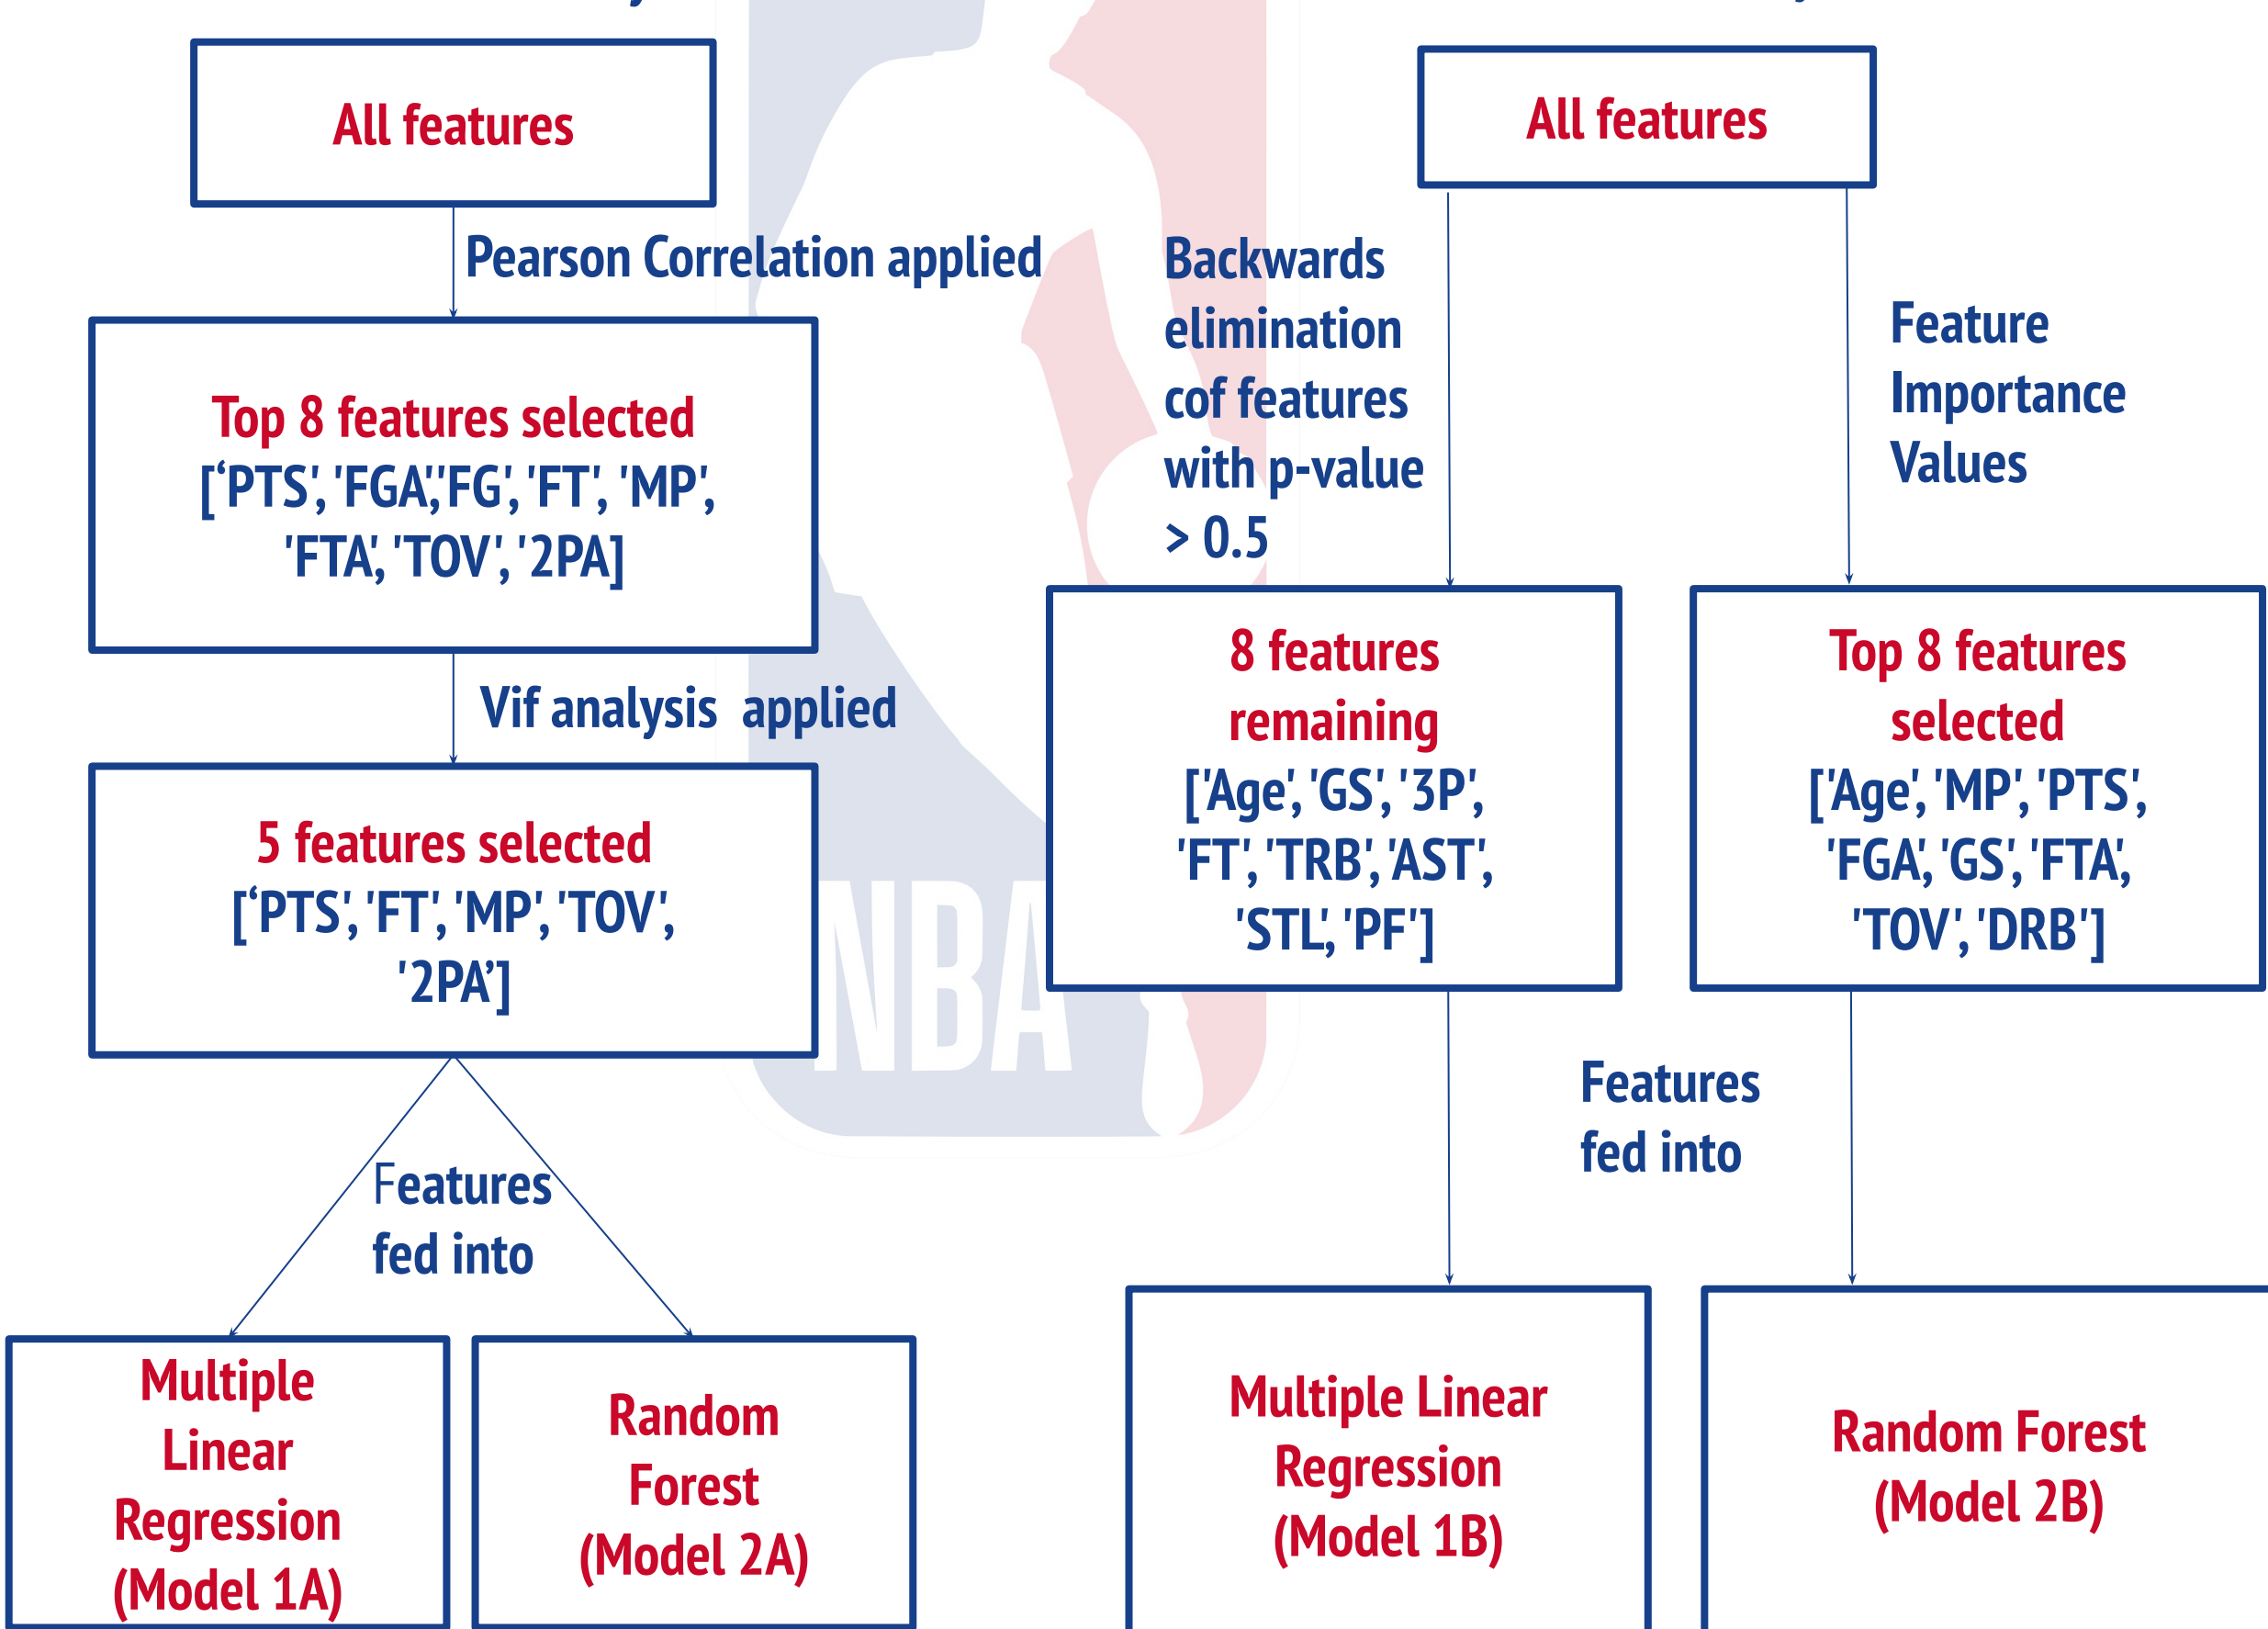 All features
Pearson Correlation applied
Top 8 features selected
[‘PTS', 'FGA','FG', 'FT', 'MP',
'FTA', 'TOV', '2PA]
Vif analysis  applied
5 features selected
[‘PTS', 'FT', 'MP', 'TOV',
'2PA’]
Features
fed into
Multiple
Linear
Regression
(Model 1A)
Random
Forest
(Model 2A)
All features
Backwards
elimination
cof features
with p-value
> 0.5
Feature
Importance
Values
8 features
remaining
['Age', 'GS', '3P',
'FT', 'TRB', 'AST',
'STL', 'PF']
Top 8 features
selected
['Age', 'MP', 'PTS',
'FGA', 'GS', 'FTA',
'TOV', 'DRB']
Features
fed into
Multiple Linear
Regression
(Model 1B)
Random Forest
(Model 2B)
NBA